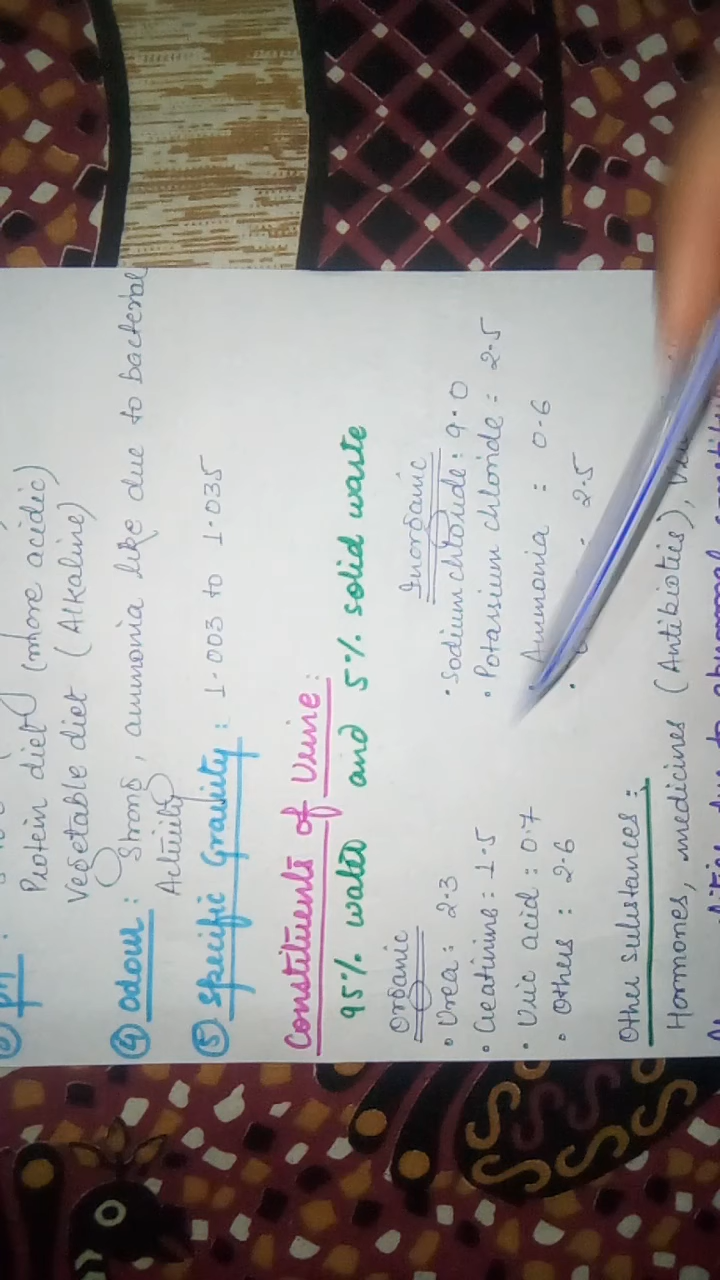 Protein diet (more acidic)
Vegetable diet (Alkaline)
④ odour: Strong, ammonia like due to bacterial
Activity
⑤ Specific Gravity: 1.003 to 1.035
Constituents of Urine:
95% water and 5% solid waste
Organic
• Urea: 2.3
• Creatinine: 1.5
• Uric acid: 0.7
• Others: 2.6
Inorganic
• Sodium chloride: 9.0
• Potassium chloride: 2.5
• Ammonia: 0.6
• : 2.5
Other substances:
Hormones, medicines (Antibiotics),
due to abnormal